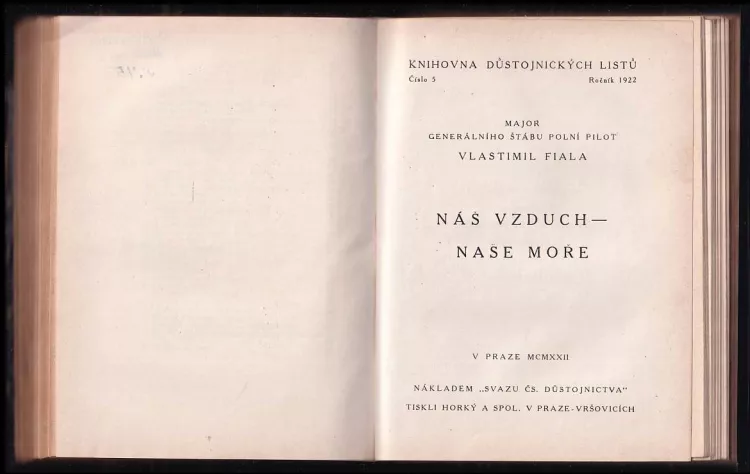 KNIHOVNA DŮSTOJNICKÝCH LISTŮ
Číslo 5 Ročník 1922
MAJOR
GENERÁLNÍHO ŠTÁBU POLNÍ PILOT
VLASTIMIL FIALA
NÁŠ VZDUCH—
NAŠE MOŘE
V PRAZE MCMXXII
NÁKLADEM „SVAZU ČS. DŮSTOJNICTVA"
TISKLI HORKÝ A SPOL. V PRAZE-VRŠOVICÍCH